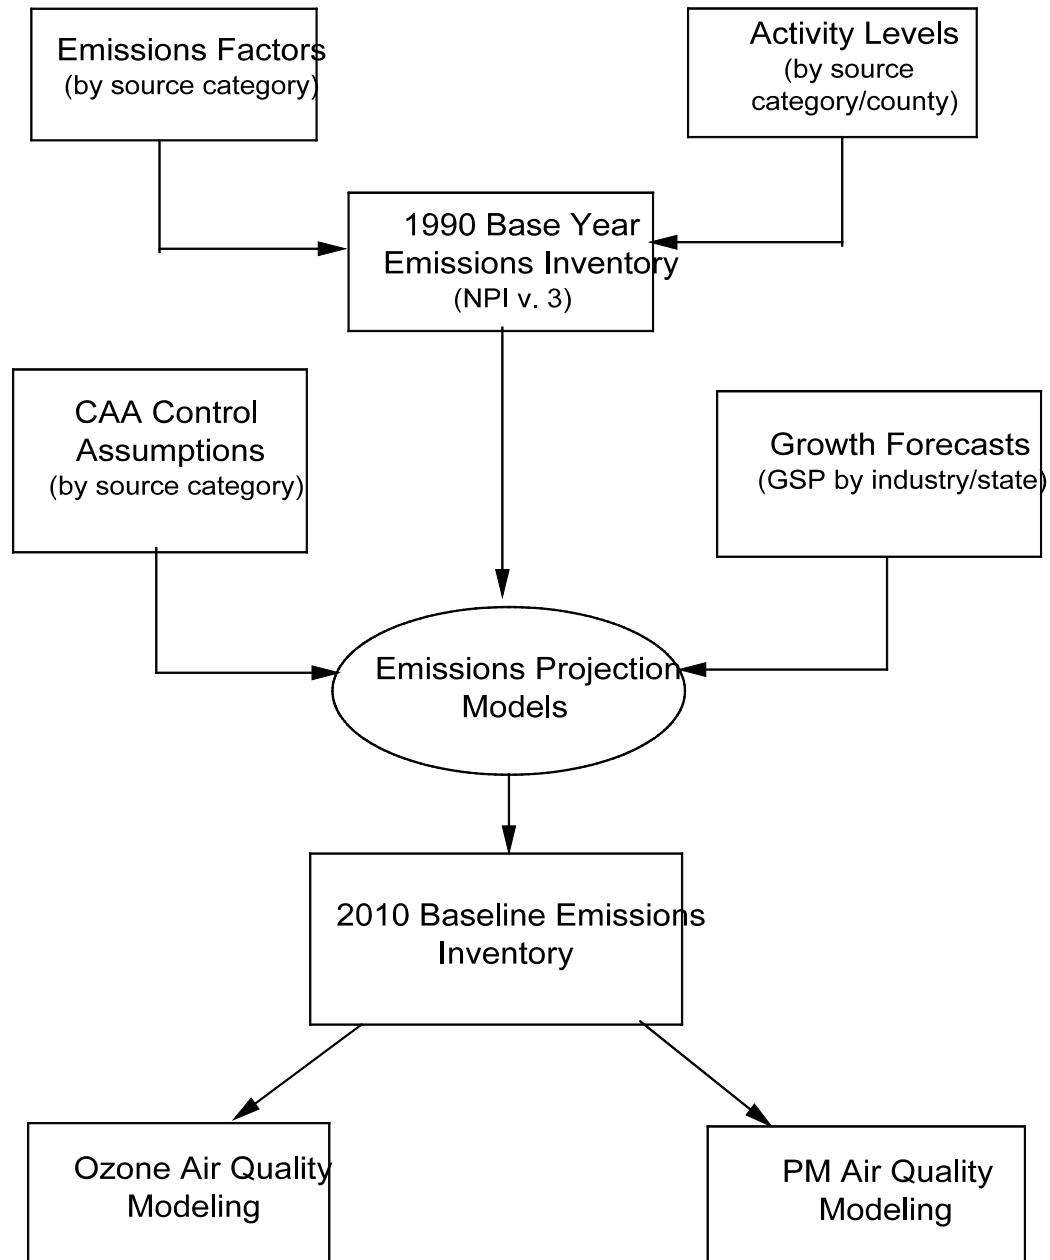 Emissions Factors
(by source category)
Activity Levels
(by source
category/county)
1990 Base Year
Emissions Inventory
(NPI v. 3)
CAA Control
Assumptions
(by source category)
Growth Forecasts
(GSP by industry/state)
Emissions Projection
Models
2010 Baseline Emissions
Inventory
Ozone Air Quality
Modeling
PM Air Quality
Modeling